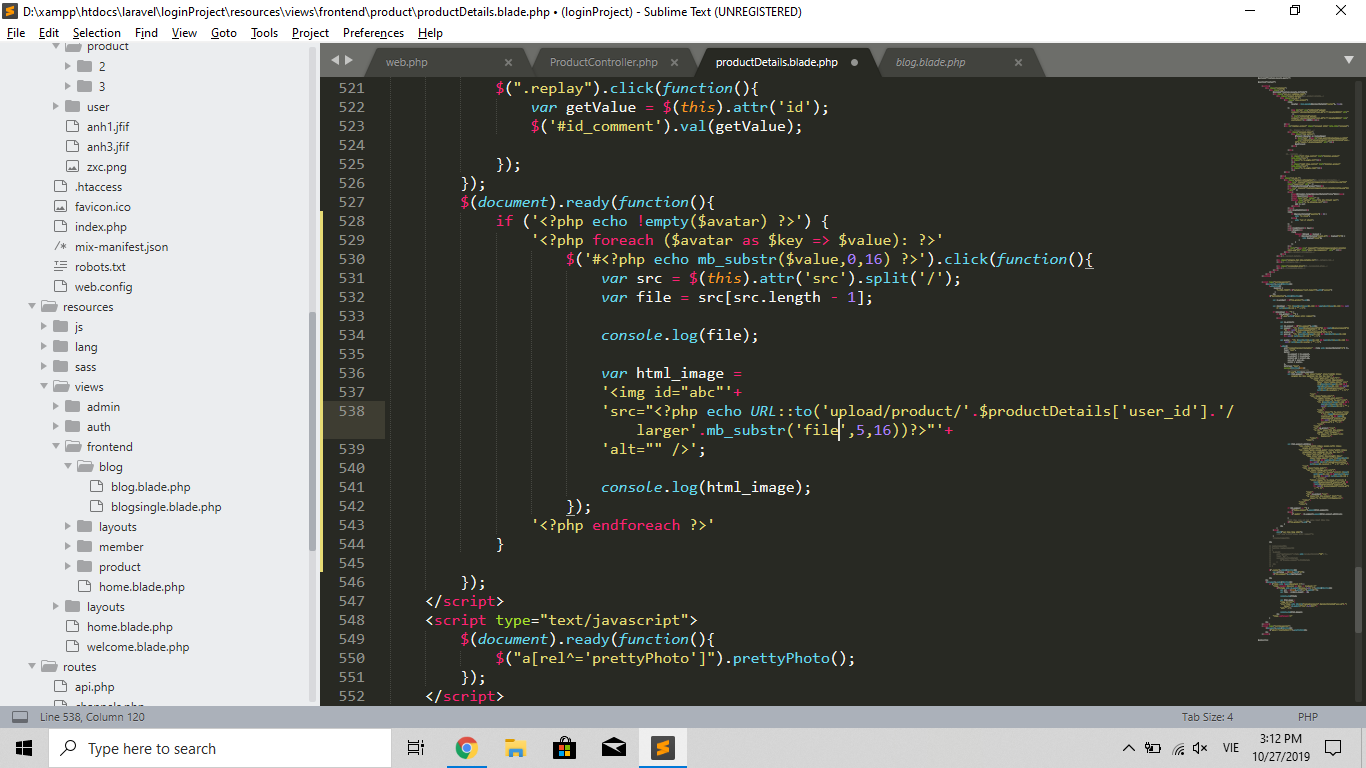 D:\xampp\htdocs\laravel\loginProject\resources\views\frontend\product\productDetails.blade.php • (loginProject) - Sublime Text (UNREGISTERED)
File Edit Selection Find View Goto Tools Project Preferences Help
product
2
3
user
anh1.jfif
anh3.jfif
zxc.png
.htaccess
favicon.ico
index.php
/* mix-manifest.json
robots.txt
web.config
resources
js
lang
sass
views
admin
auth
frontend
blog
blog.blade.php
blogsingle.blade.php
layouts
member
product
home.blade.php
layouts
home.blade.php
welcome.blade.php
routes
api.php
channels.php
web.php
ProductController.php
productDetails.blade.php
blog.blade.php
521 $(".replay").click(function(){
522 var getValue = $(this).attr('id');
523 $('#id_comment').val(getValue);
524
525 });
526 });
527 $(document).ready(function(){
528 if ('<?php echo !empty($avatar) ?>') {
529 '<?php foreach ($avatar as $key => $value): ?>'
530 $('#<?php echo mb_substr($value,0,16) ?>').click(function(){
531 var src = $(this).attr('src').split('/');
532 var file = src[src.length - 1];
533
534 console.log(file);
535
536 var html_image =
537 '<img id="abc"'+
538 'src="<?php echo URL::to('upload/product/'.$productDetails['user_id'].'/
larger'.mb_substr('file',5,16))?>"'+
539 'alt="" />';
540
541 console.log(html_image);
542 });
543 '<?php endforeach ?>'
544 }
545
546 });
547 </script>
548 <script type="text/javascript">
549 $(document).ready(function(){
550 $("a[rel^='prettyPhoto']").prettyPhoto();
551 });
552 </script>
Line 538, Column 120
Tab Size: 4
PHP
Type here to search
VIE
3:12 PM
10/27/2019